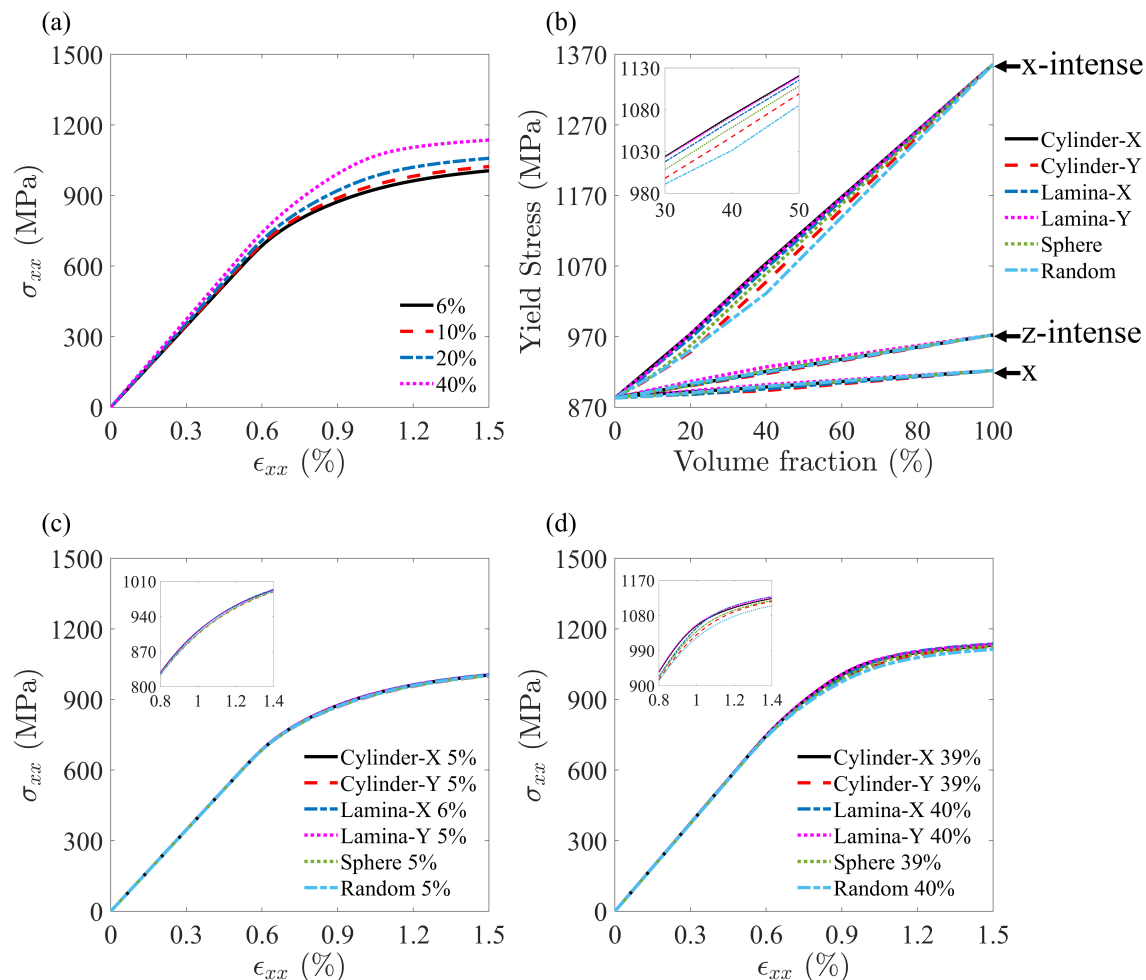 (a)
1500
1200
900
600
300
0
σxx (MPa)
0 0.3 0.6 0.9 1.2 1.5
ϵxx (%)
6%
10%
20%
40%
(b)
1370
1270
1170
1070
970
870
Yield Stress (MPa)
0 20 40 60 80 100
Volume fraction (%)
1130
1080
1030
980
30 40 50
x-intense
z-intense
x
Cylinder-X
Cylinder-Y
Lamina-X
Lamina-Y
Sphere
Random
(c)
1500
1200
900
600
300
0
σxx (MPa)
0 0.3 0.6 0.9 1.2 1.5
ϵxx (%)
1010
940
870
800
0.8 1 1.2 1.4
Cylinder-X 5%
Cylinder-Y 5%
Lamina-X 6%
Lamina-Y 5%
Sphere 5%
Random 5%
(d)
1500
1200
900
600
300
0
σxx (MPa)
0 0.3 0.6 0.9 1.2 1.5
ϵxx (%)
1170
1080
990
900
0.8 1 1.2 1.4
Cylinder-X 39%
Cylinder-Y 39%
Lamina-X 40%
Lamina-Y 40%
Sphere 39%
Random 40%